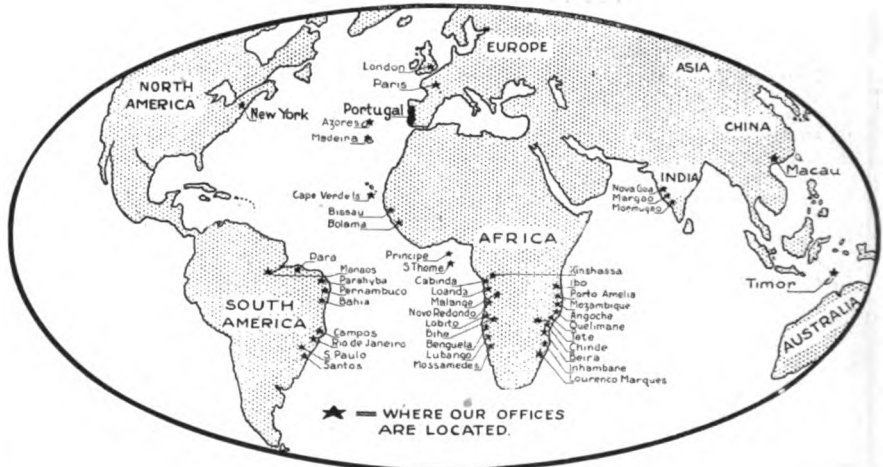 EUROPE
ASIA
London
Paris
NORTH
AMERICA
New York
Portugal
Azores
Madeira
CHINA
Macau
INDIA
Nova Goa
Margao
Mormugao
Cape Verde Is
Bissau
Bolama
AFRICA
Principe
S Thome
Cabinda
Loanda
Malange
Novo Redondo
Lobito
Bihe
Benguela
Lubango
Mossamedes
Kinshassa
Ibo
Porto Amelia
Mozambique
Angoche
Quelimane
Tete
Chinde
Beira
Inhambane
Lourenco Marques
Timor
AUSTRALIA
Para
Manaos
Parahyba
Pernambuco
Bahia
SOUTH
AMERICA
Campos
Rio de Janeiro
S Paulo
Santos
★ = WHERE OUR OFFICES
ARE LOCATED.